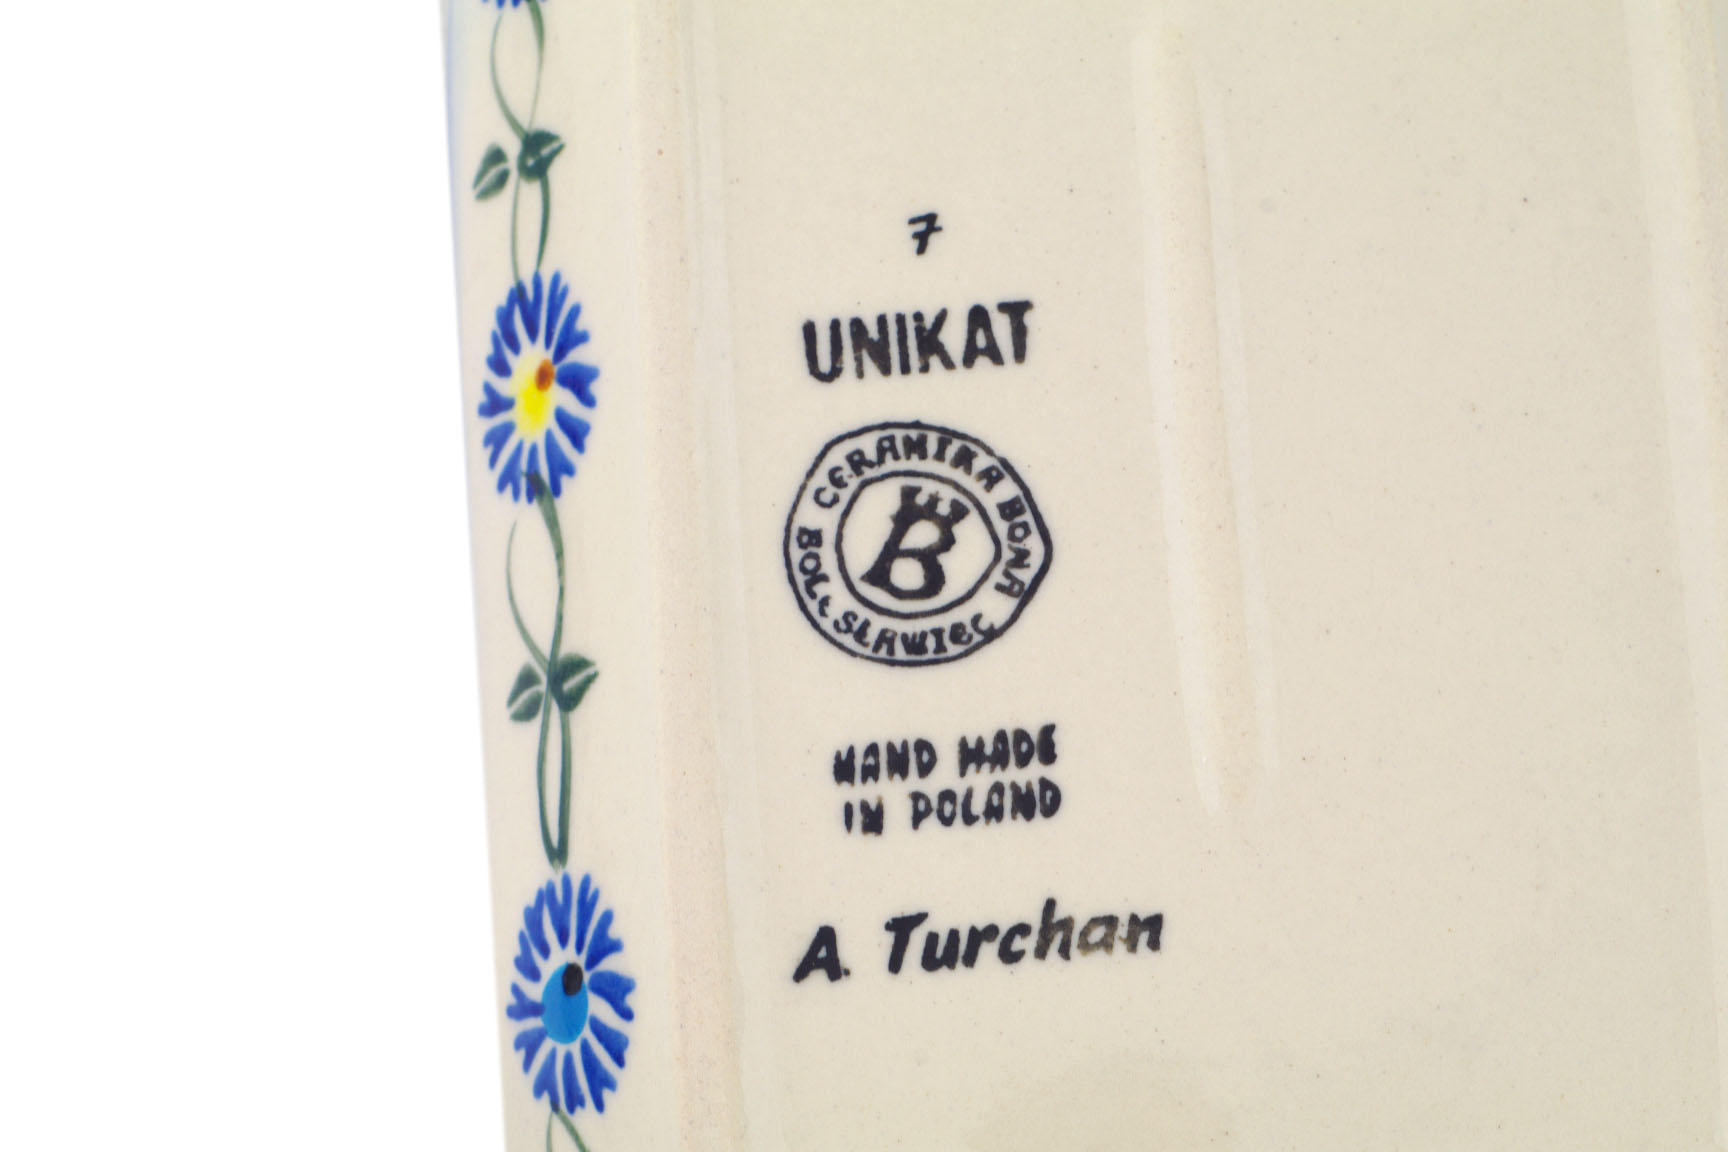 7
UNIKAT
CERAMIKA BONA
BOLESŁAWIEC
B
HAND MADE
IN POLAND
A. Turchan